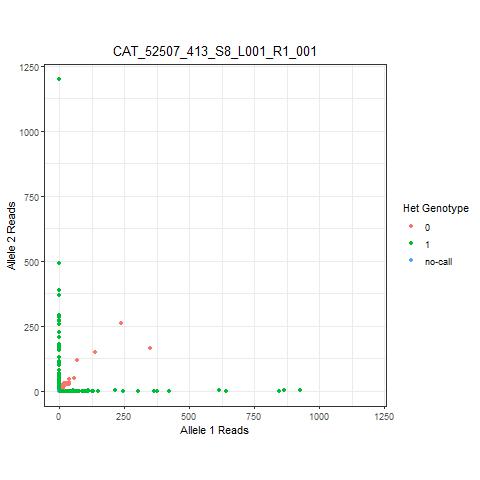 CAT_52507_413_S8_L001_R1_001
1250
1000
750
500
250
0
Allele 2 Reads
0 250 500 750 1000 1250
Allele 1 Reads
Het Genotype
0
1
no-call